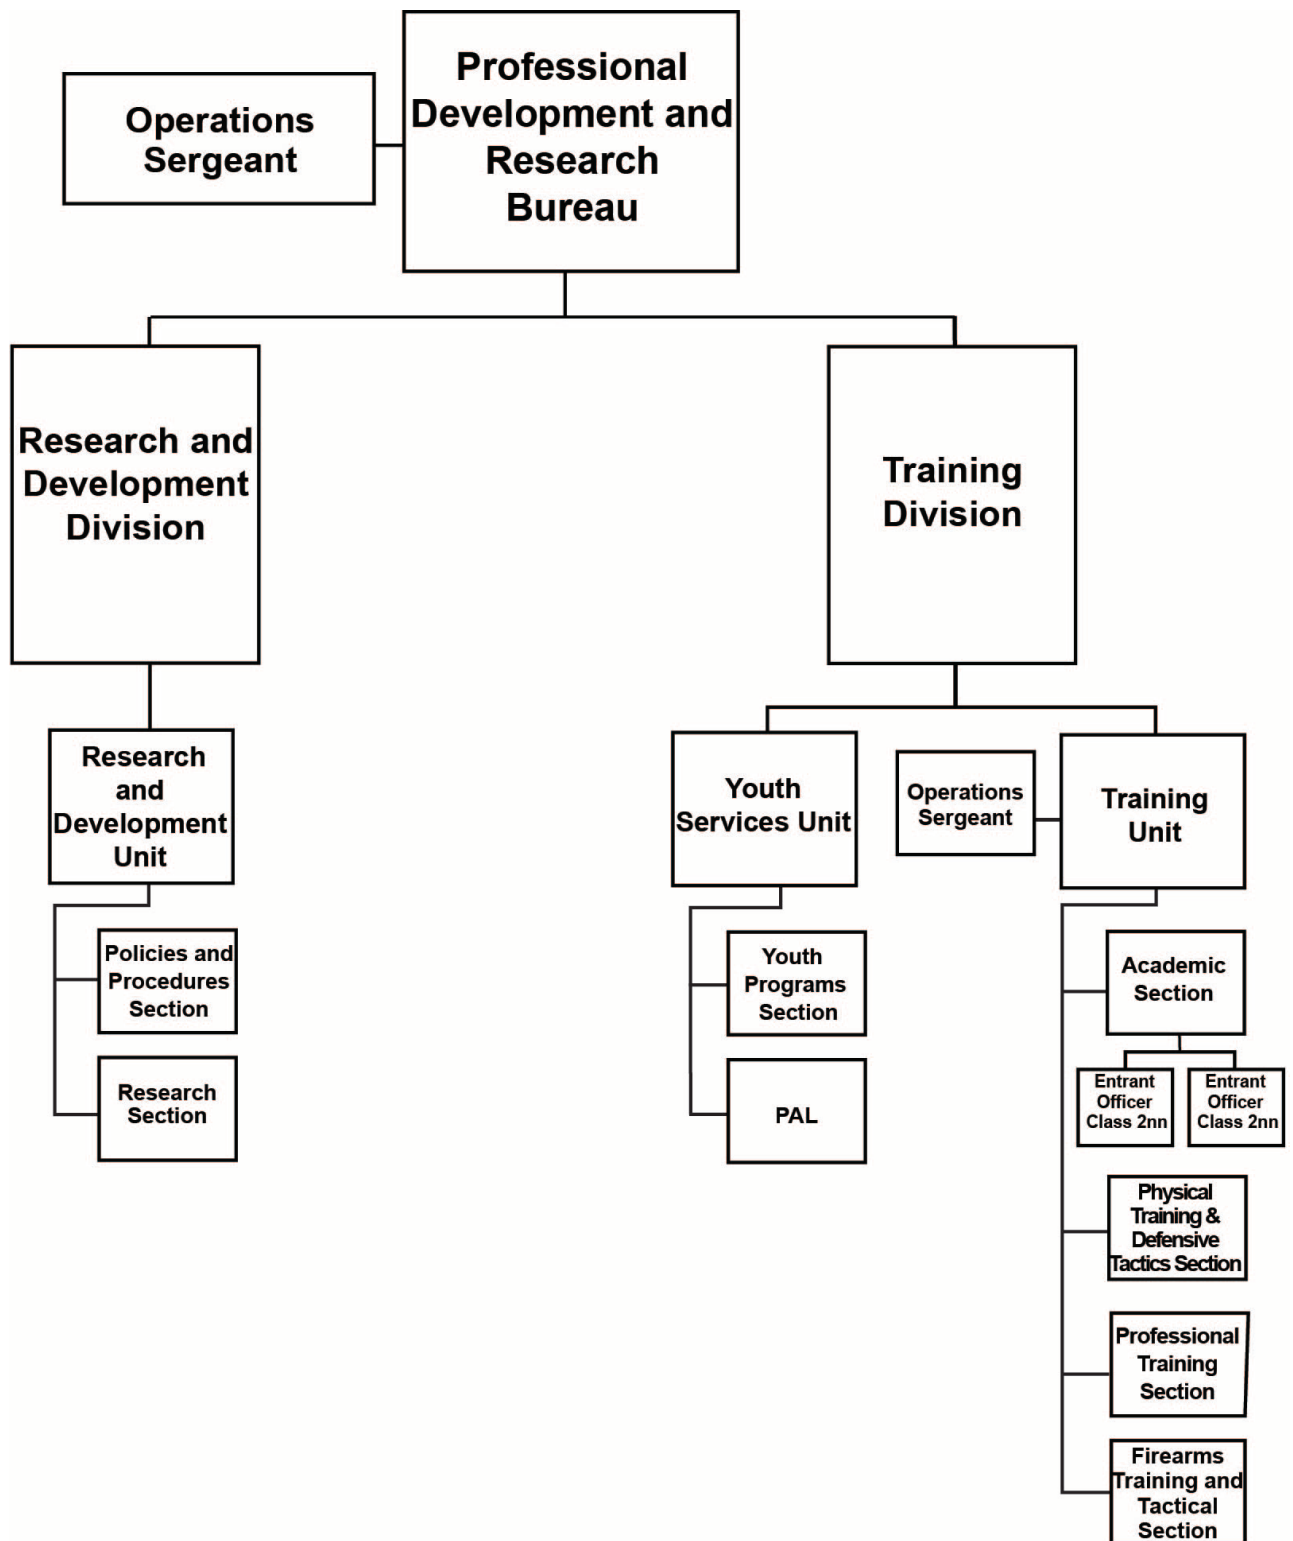 Professional
Development and
Research
Bureau
Operations
Sergeant
Research and
Development
Division
Training
Division
Research
and
Development
Unit
Youth
Services Unit
Operations
Sergeant
Training
Unit
Policies and
Procedures
Section
Research
Section
Youth
Programs
Section
PAL
Academic
Section
Entrant
Officer
Class 2nn
Entrant
Officer
Class 2nn
Physical
Training &
Defensive
Tactics Section
Professional
Training
Section
Firearms
Training and
Tactical
Section